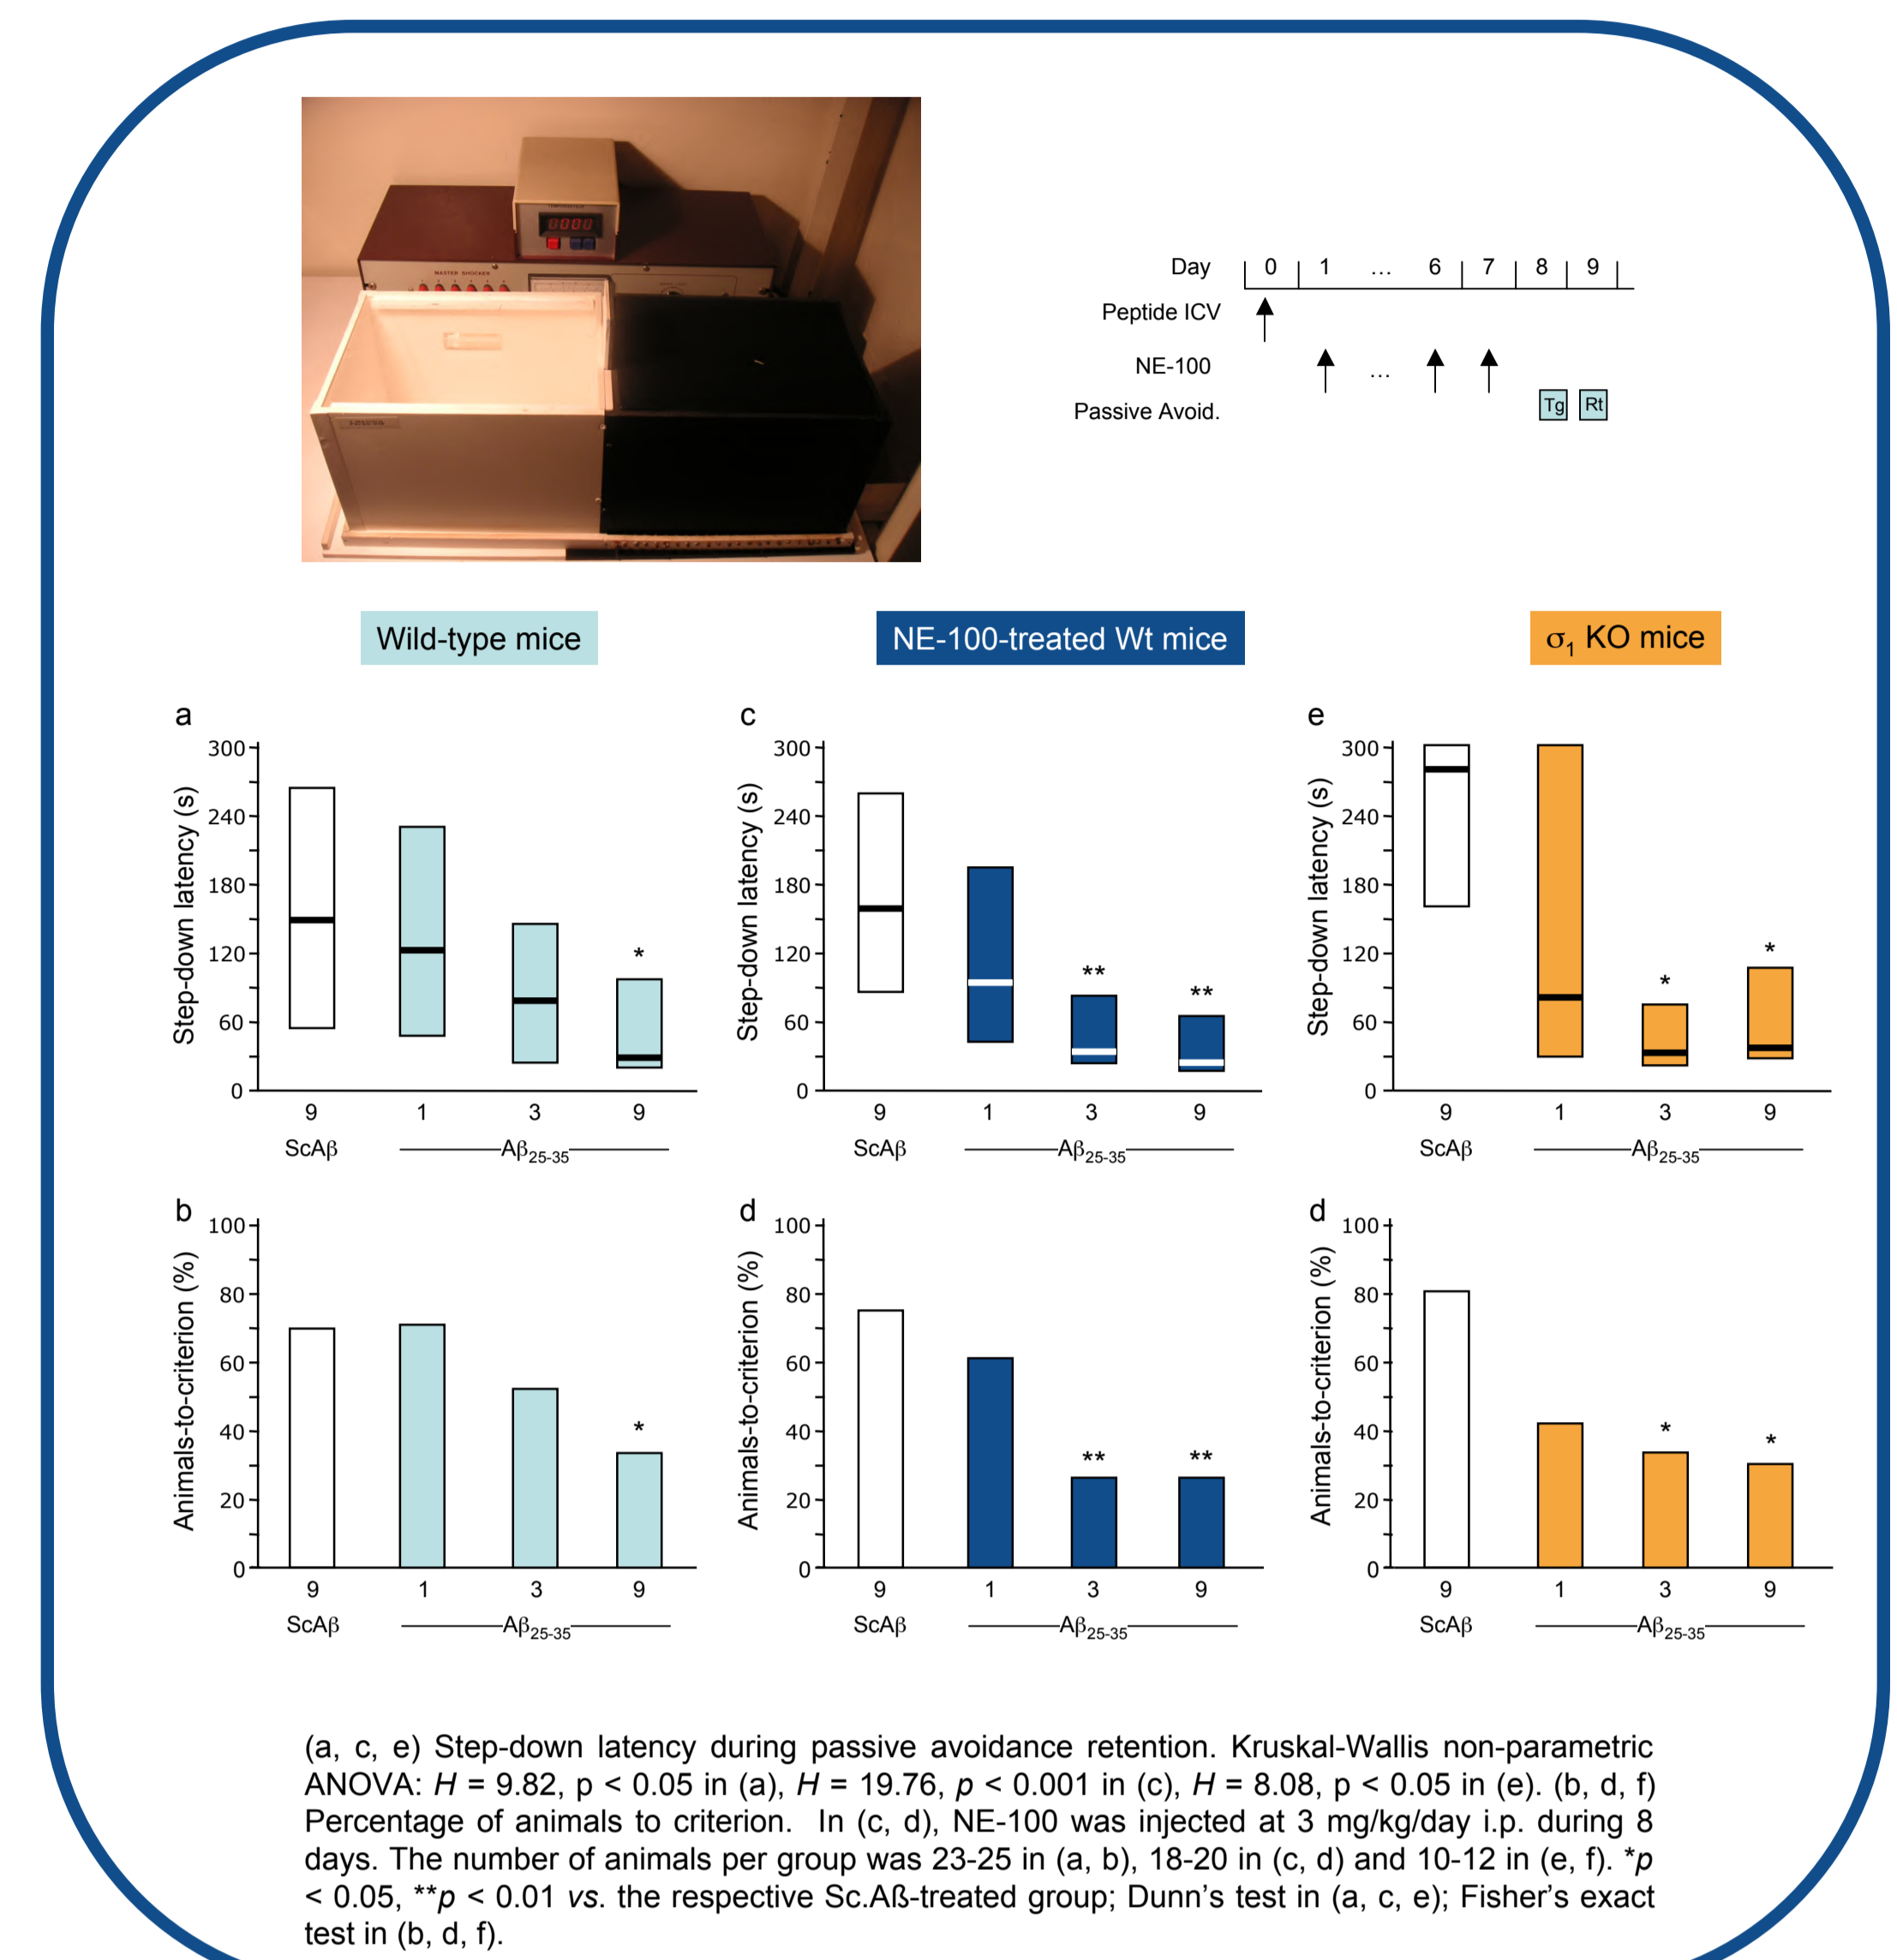 MASTER SHOCKER
Day 0 1 ... 6 7 8 9
Peptide ICV
NE-100 ...
Passive Avoid. Tg Rt
Wild-type mice
NE-100-treated Wt mice
σ₁ KO mice
a
Step-down latency (s)
300
240
180
120
60
0
*
9 1 3 9
ScAβ Aβ₂₅₋₃₅
c
Step-down latency (s)
300
240
180
120
60
0
** **
9 1 3 9
ScAβ Aβ₂₅₋₃₅
e
Step-down latency (s)
300
240
180
120
60
0
* *
9 1 3 9
ScAβ Aβ₂₅₋₃₅
b
Animals-to-criterion (%)
100
80
60
40
20
0
*
9 1 3 9
ScAβ Aβ₂₅₋₃₅
d
Animals-to-criterion (%)
100
80
60
40
20
0
** **
9 1 3 9
ScAβ Aβ₂₅₋₃₅
d
Animals-to-criterion (%)
100
80
60
40
20
0
* *
9 1 3 9
ScAβ Aβ₂₅₋₃₅
(a, c, e) Step-down latency during passive avoidance retention. Kruskal-Wallis non-parametric
ANOVA: H = 9.82, p < 0.05 in (a), H = 19.76, p < 0.001 in (c), H = 8.08, p < 0.05 in (e). (b, d, f)
Percentage of animals to criterion. In (c, d), NE-100 was injected at 3 mg/kg/day i.p. during 8
days. The number of animals per group was 23-25 in (a, b), 18-20 in (c, d) and 10-12 in (e, f). *p
< 0.05, **p < 0.01 vs. the respective Sc.Aß-treated group; Dunn's test in (a, c, e); Fisher's exact
test in (b, d, f).